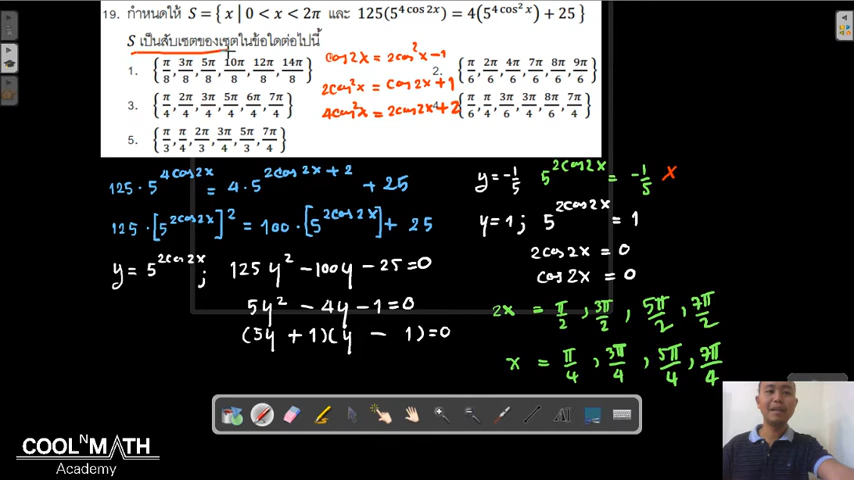 19. กำหนดให้ S = { x | 0 < x < 2π และ 125(5^{4 cos 2x}) = 4(5^{4 cos² x}) + 25 }
S เป็นสับเซตของเซตในข้อใดต่อไปนี้
1. {π/8, 3π/8, 5π/8, 10π/8, 12π/8, 14π/8}
2. {π/6, 2π/6, 4π/6, 7π/6, 8π/6, 9π/6}
3. {π/4, 2π/4, 3π/4, 5π/4, 6π/4, 7π/4}
{π/6, π/4, 3π/6, 3π/4, 8π/6, 7π/4}
5. {π/3, π/4, 2π/3, 3π/4, 5π/3, 7π/4}
cos2x = 2cos²x - 1
2cos²x = cos2x + 1
4cos²x = 2cos2x + 2
125 · 5^{4cos2x} = 4 · 5^{2cos2x + 2} + 25
125 · [5^{2cos2x}]² = 100 · [5^{2cos2x}] + 25
y = 5^{2cos2x} ; 125y² - 100y - 25 = 0
5y² - 4y - 1 = 0
(5y + 1)(y - 1) = 0
y = -1/5 5^{2cos2x} = -1/5 X
y = 1 ; 5^{2cos2x} = 1
2cos2x = 0
cos2x = 0
2x = π/2, 3π/2, 5π/2, 7π/2
x = π/4, 3π/4, 5π/4, 7π/4
COOL N MATH
Academy